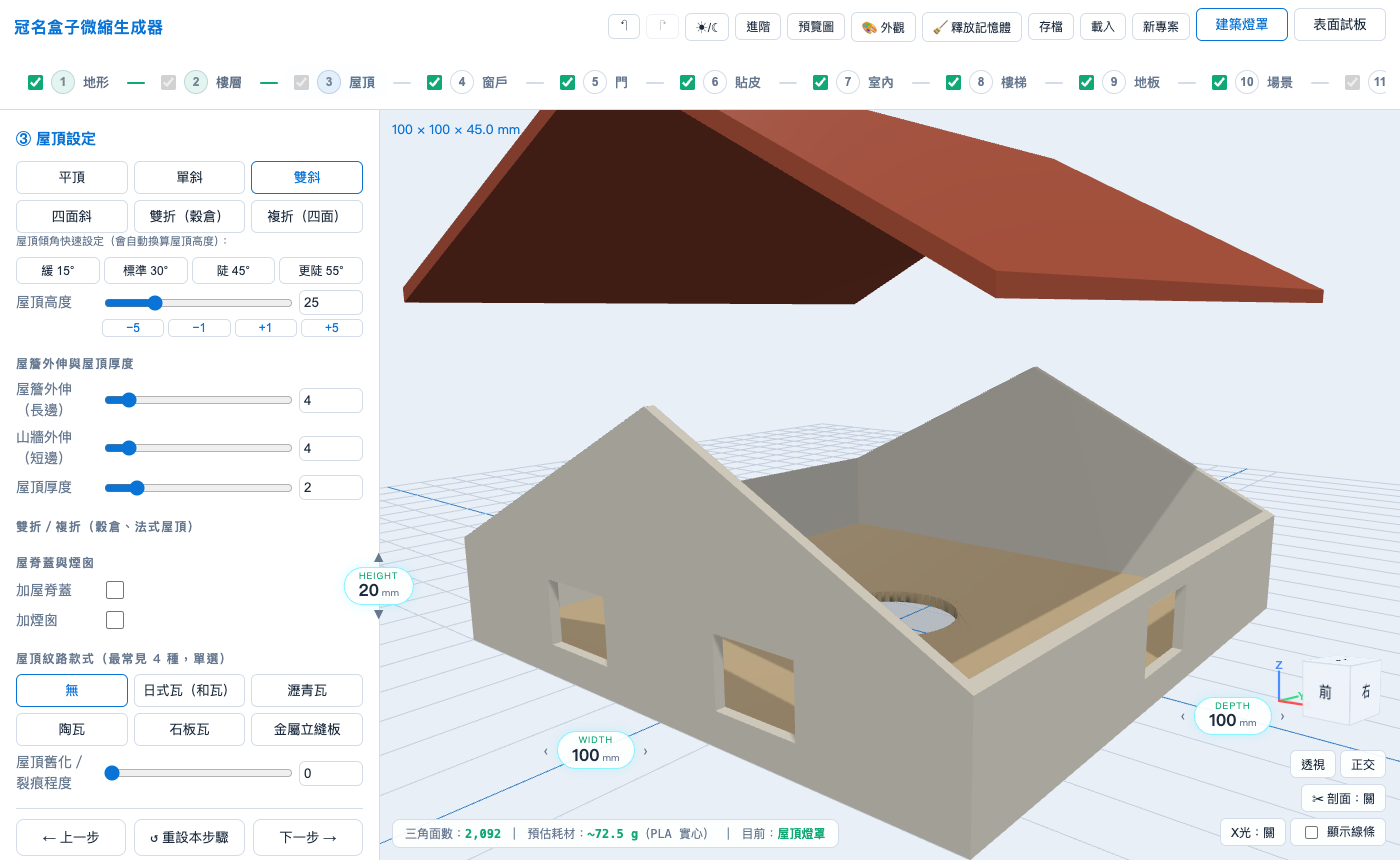 冠名盒子微縮生成器
☀/☾ 進階 預覽圖 🎨 外觀 🧹 釋放記憶體 存檔 載入 新專案 建築燈罩 表面試板
1 地形 2 樓層 3 屋頂 4 窗戶 5 門 6 貼皮 7 室內 8 樓梯 9 地板 10 場景 11
③ 屋頂設定
平頂 單斜 雙斜
四面斜 雙折（穀倉） 複折（四面）
屋頂傾角快速設定（會自動換算屋頂高度）：
緩 15° 標準 30° 陡 45° 更陡 55°
屋頂高度 25
−5 −1 +1 +5
屋簷外伸與屋頂厚度
屋簷外伸
（長邊） 4
山牆外伸
（短邊） 4
屋頂厚度 2
雙折 / 複折（穀倉、法式屋頂）
屋脊蓋與煙囪
加屋脊蓋
加煙囪
屋頂紋路款式（最常見 4 種，單選）
無 日式瓦（和瓦） 瀝青瓦
陶瓦 石板瓦 金屬立縫板
屋頂舊化 /
裂痕程度 0
← 上一步 ↺ 重設本步驟 下一步 →
100 × 100 × 45.0 mm
▲
HEIGHT
20 mm
▼
WIDTH
‹ 100 mm ›
DEPTH
‹ 100 mm ›
Z
前
右
透視 正交
✂ 剖面：關
X光：關 顯示線條
三角面數：2,092 | 預估耗材：~72.5 g (PLA 實心) | 目前：屋頂燈罩